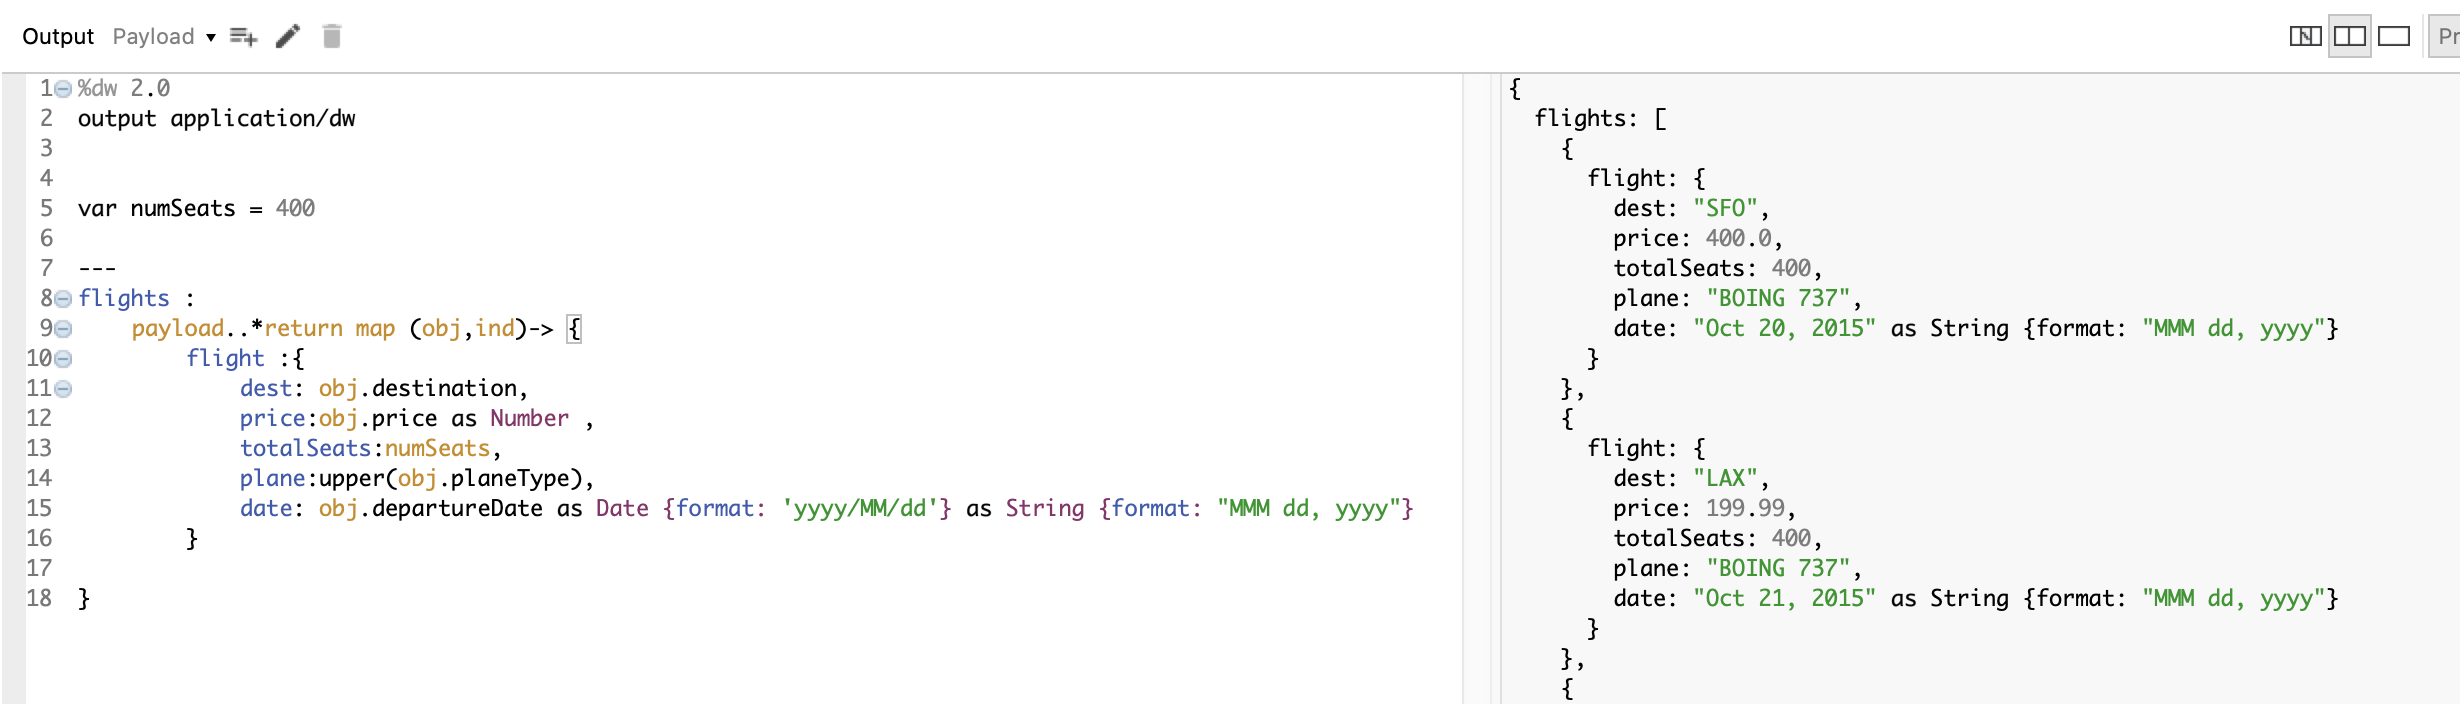 Output Payload
Pr
1 %dw 2.0
2 output application/dw
3
4
5 var numSeats = 400
6
7 ---
8 flights :
9 payload..*return map (obj,ind)-> {
10 flight :{
11 dest: obj.destination,
12 price:obj.price as Number ,
13 totalSeats:numSeats,
14 plane:upper(obj.planeType),
15 date: obj.departureDate as Date {format: 'yyyy/MM/dd'} as String {format: "MMM dd, yyyy"}
16 }
17
18 }
{
flights: [
{
flight: {
dest: "SFO",
price: 400.0,
totalSeats: 400,
plane: "BOING 737",
date: "Oct 20, 2015" as String {format: "MMM dd, yyyy"}
}
},
{
flight: {
dest: "LAX",
price: 199.99,
totalSeats: 400,
plane: "BOING 737",
date: "Oct 21, 2015" as String {format: "MMM dd, yyyy"}
}
},
{